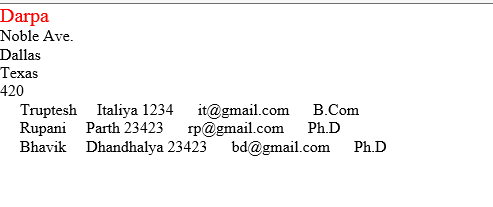 Darpa
Noble Ave.
Dallas
Texas
420
Truptesh Italiya 1234 it@gmail.com B.Com
Rupani Parth 23423 rp@gmail.com Ph.D
Bhavik Dhandhalya 23423 bd@gmail.com Ph.D